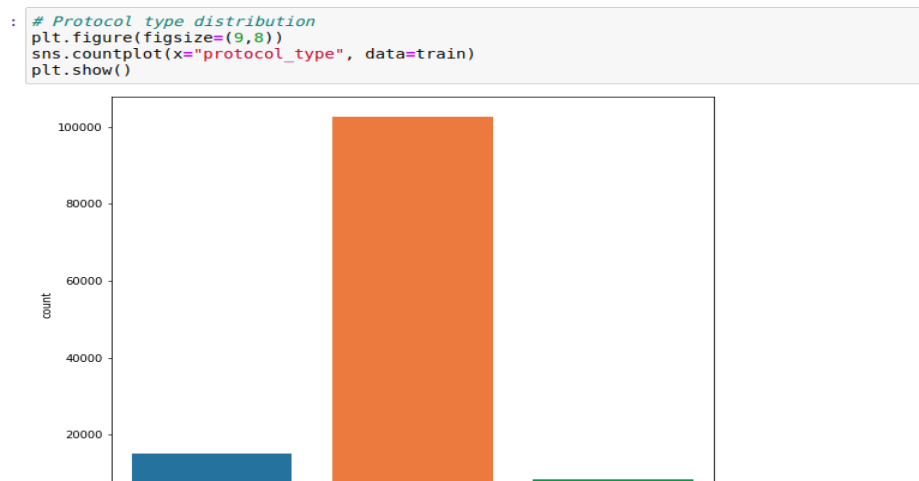 : # Protocol type distribution
plt.figure(figsize=(9,8))
sns.countplot(x="protocol_type", data=train)
plt.show()
100000
80000
60000
count
40000
20000